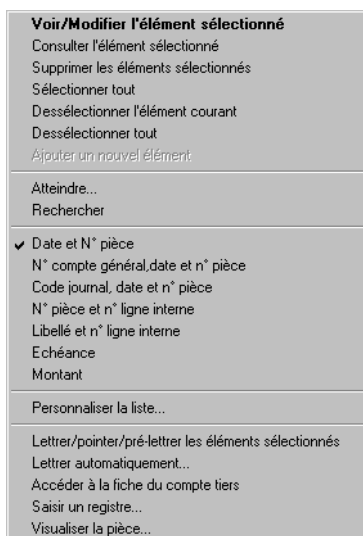 Voir/Modifier l'élément sélectionné
Consulter l'élément sélectionné
Supprimer les éléments sélectionnés
Sélectionner tout
Dessélectionner l'élément courant
Dessélectionner tout
Ajouter un nouvel élément
Atteindre...
Rechercher
Date et N° pièce
N° compte général,date et n° pièce
Code journal, date et n° pièce
N° pièce et n° ligne interne
Libellé et n° ligne interne
Echéance
Montant
Personnaliser la liste...
Lettrer/pointer/pré-lettrer les éléments sélectionnés
Lettrer automatiquement...
Accéder à la fiche du compte tiers
Saisir un registre...
Visualiser la pièce...